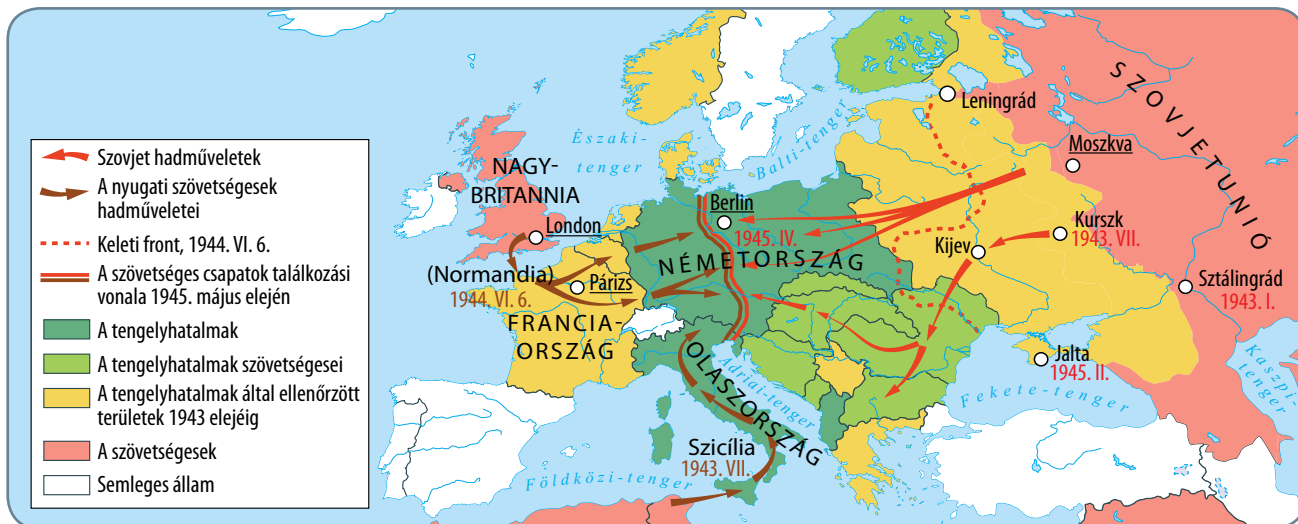 Szovjet hadműveletek
A nyugati szövetségesek
hadműveletei
Keleti front, 1944. VI. 6.
A szövetséges csapatok találkozási
vonala 1945. május elején
A tengelyhatalmak
A tengelyhatalmak szövetségesei
A tengelyhatalmak által ellenőrzött
területek 1943 elejéig
A szövetségesek
Semleges állam
Északi-
tenger
Balti-tenger
NAGY-
BRITANNIA
London
(Normandia)
1944. VI. 6.
Párizs
FRANCIA-
ORSZÁG
Berlin
1945. IV.
NÉMETORSZÁG
OLASZORSZÁG
Adriai-tenger
Szicília
1943. VII.
Földközi-tenger
Leningrád
Moszkva
SZOVJETUNIÓ
Kurszk
1943. VII.
Kijev
Sztálingrád
1943. I.
Jalta
1945. II.
Fekete-tenger
Kaszpi-
tenger